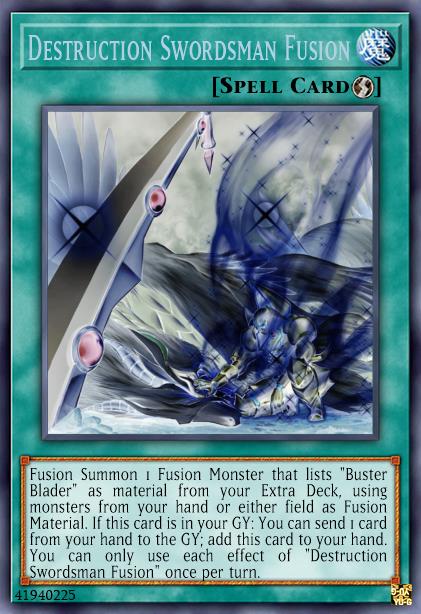 Destruction Swordsman Fusion
[Spell Card]
Fusion Summon 1 Fusion Monster that lists "Buster
Blader" as material from your Extra Deck, using
monsters from your hand or either field as Fusion
Material. If this card is in your GY: You can send 1 card
from your hand to the GY; add this card to your hand.
You can only use each effect of "Destruction
Swordsman Fusion" once per turn.
41940225